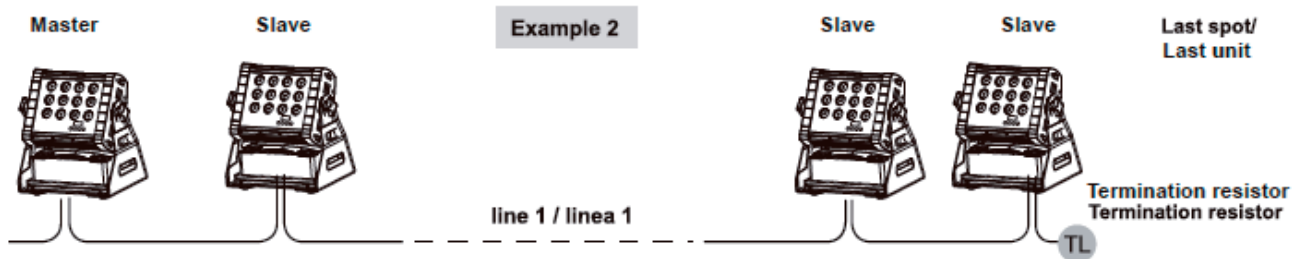 Master
Slave
Example 2
Slave
Slave
Last spot/
Last unit
Termination resistor
Termination resistor
line 1 / linea 1
TL